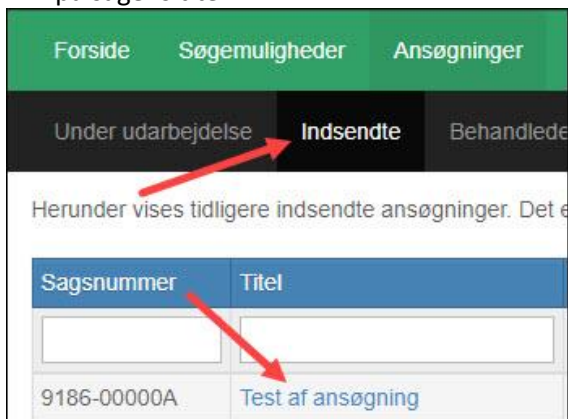 Forside Søgemuligheder Ansøgninger
Under udarbejdelse Indsendte Behandlede
Herunder vises tidligere indsendte ansøgninger. Det
Sagsnummer Titel
9186-00000A Test af ansøgning